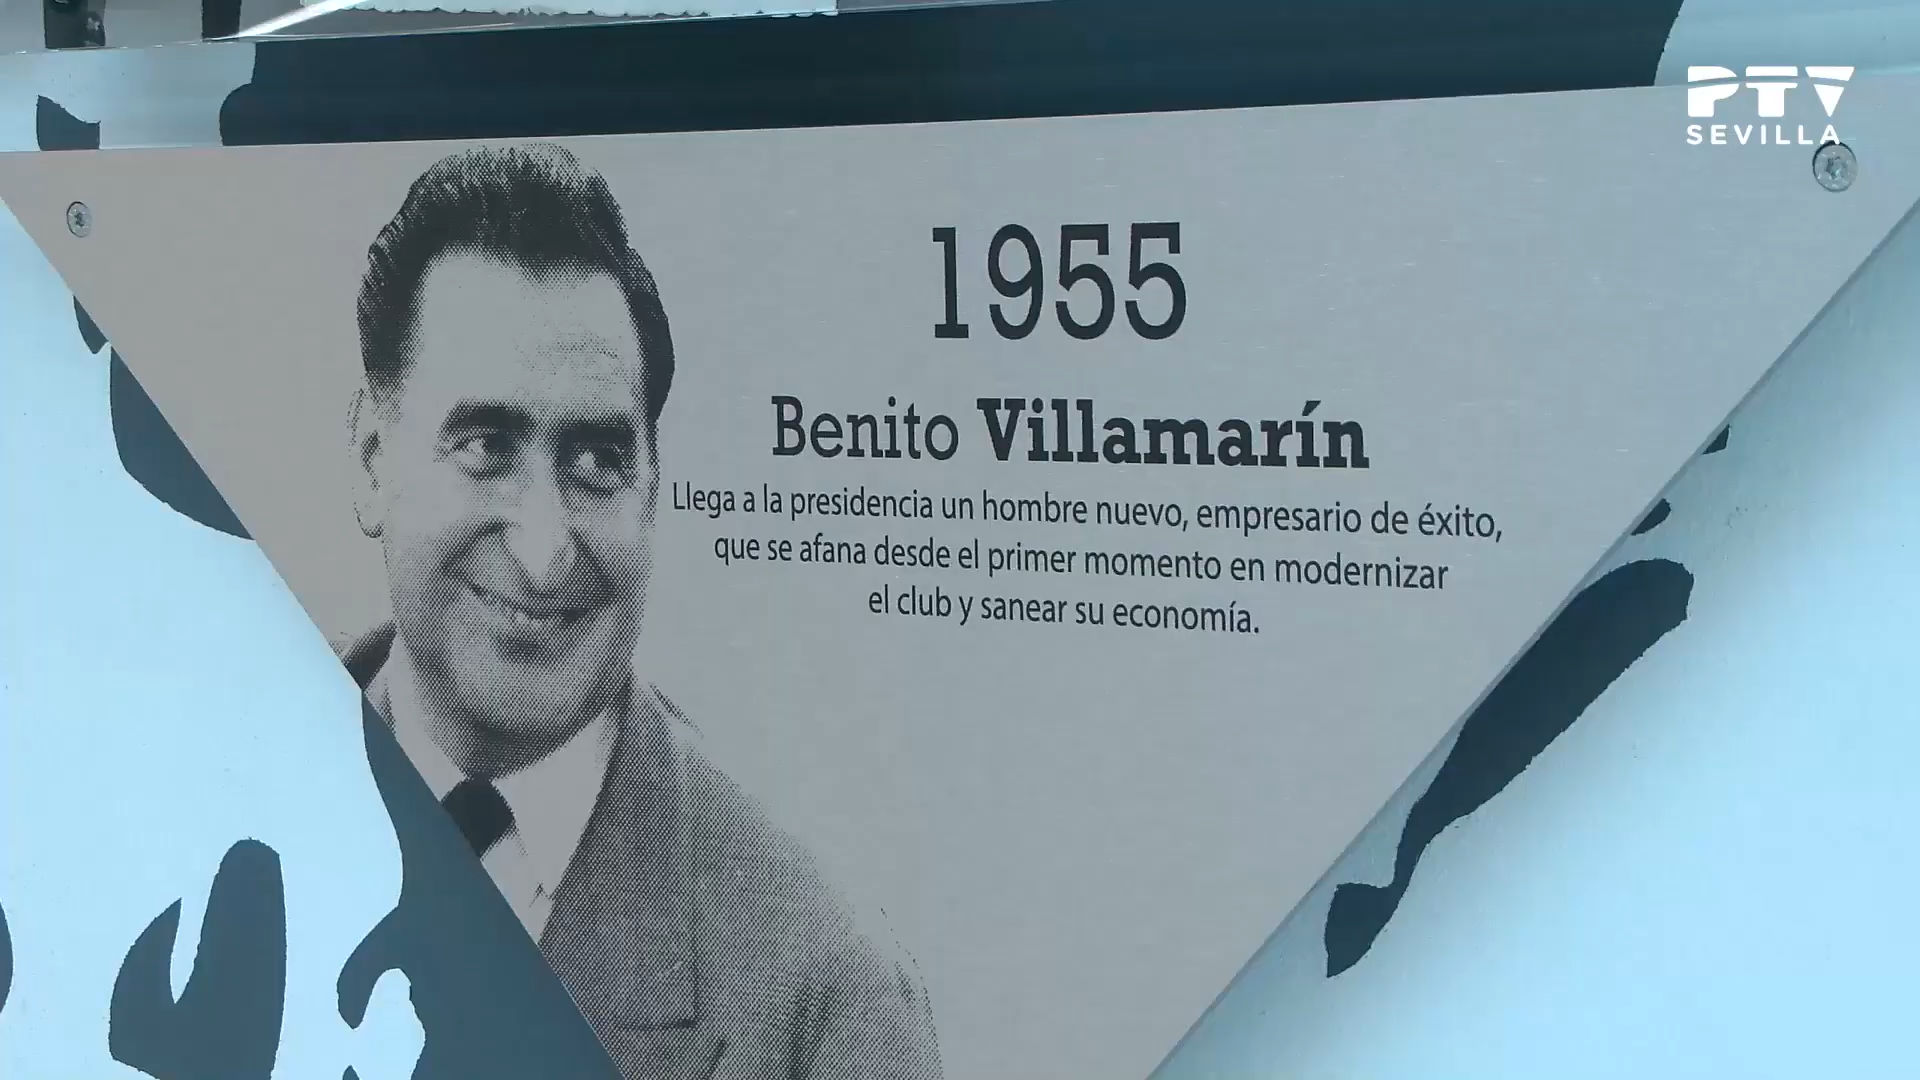 PTV
SEVILLA
1955
Benito Villamarín
Llega a la presidencia un hombre nuevo, empresario de éxito,
que se afana desde el primer momento en modernizar
el club y sanear su economía.